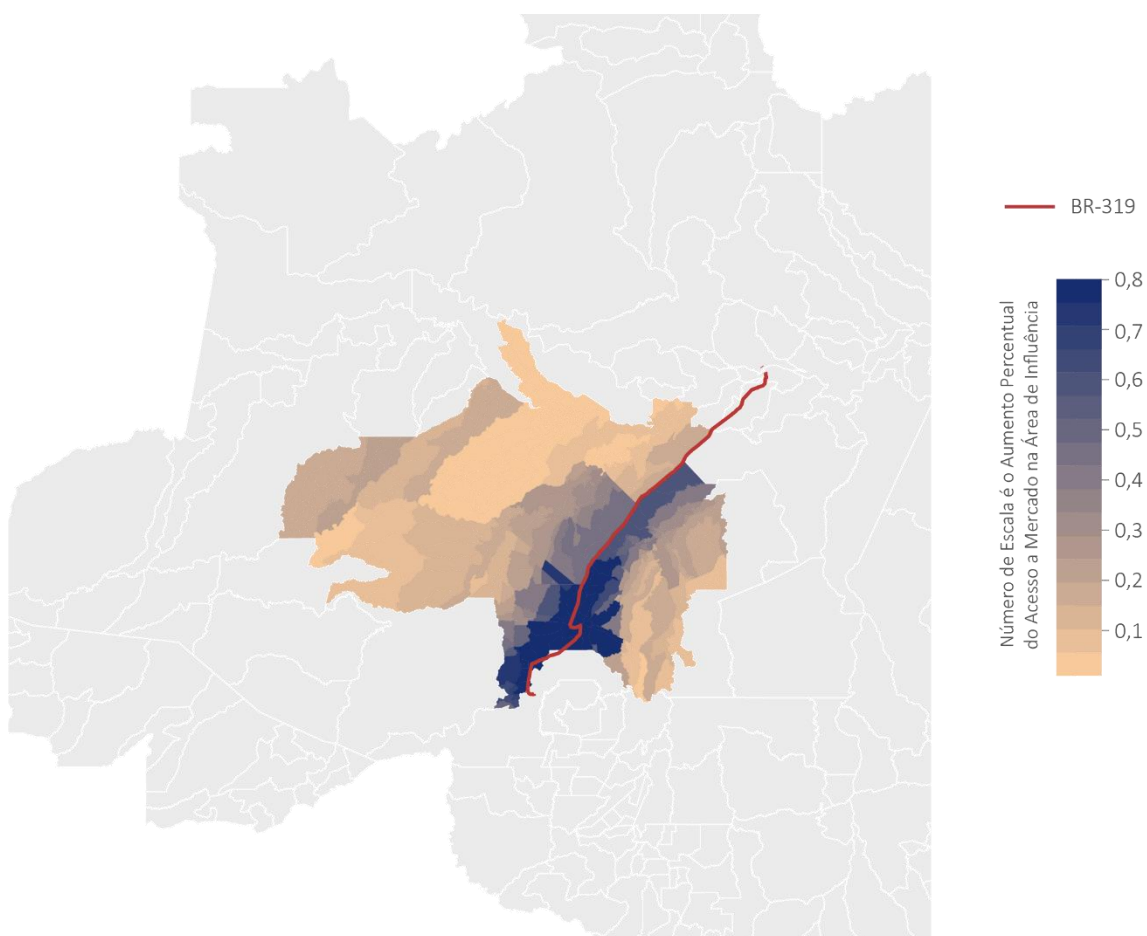 BR-319
Número de Escala é o Aumento Percentual
do Acesso a Mercado na Área de Influência
0,8
0,7
0,6
0,5
0,4
0,3
0,2
0,1